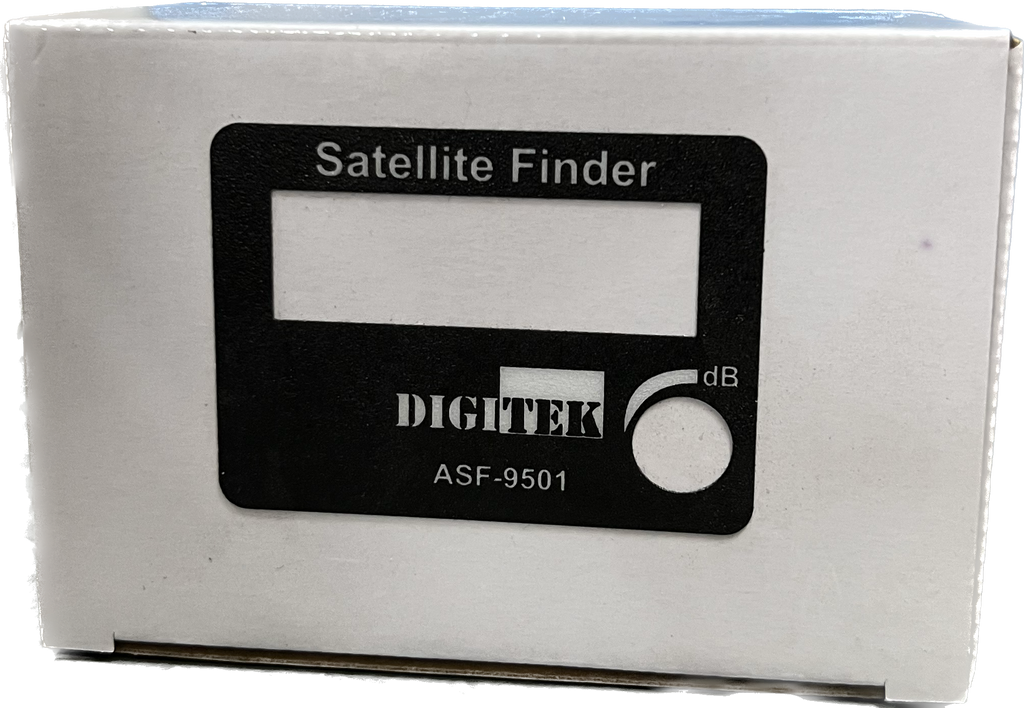 Satellite Finder
dB
DIGITEK
ASF-9501